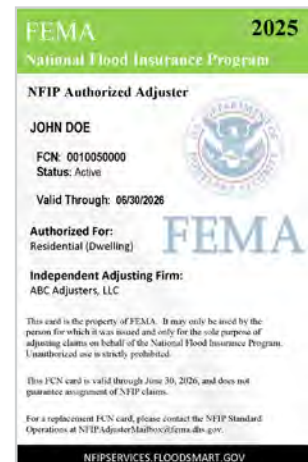 FEMA
2025
National Flood Insurance Program
NFIP Authorized Adjuster
JOHN DOE
FCN: 0010050000
Status: Active
Valid Through: 06/30/2026
Authorized For:
Residential (Dwelling)
FEMA
Independent Adjusting Firm:
ABC Adjusters, LLC
This card is the property of FEMA. It may only be used by the
person for which it was issued and only for the sole purpose of
adjusting claims on behalf of the National Flood Insurance Program.
Unauthorized use is strictly prohibited.
This FCN card is valid through June 30, 2026, and does not
guarantee assignment of NFIP claims.
For a replacement FCN card, please contact the NFIP Standard
Operations at NFIPAdjusterMailbox@fema.dhs.gov.
NFIPSERVICES.FLOODSMART.GOV